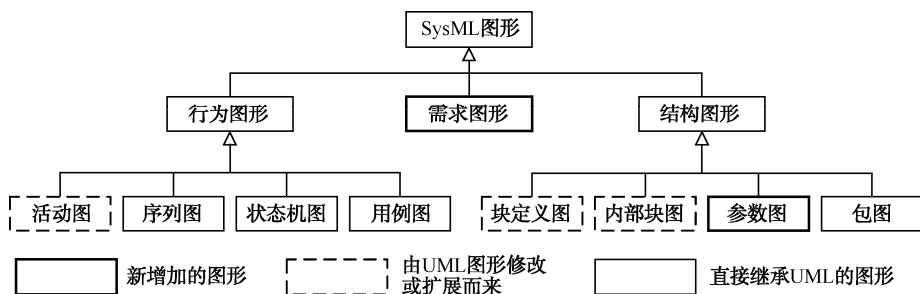 SysML图形
行为图形
需求图形
结构图形
活动图
序列图
状态机图
用例图
块定义图
内部块图
参数图
包图
新增加的图形
由UML图形修改
或扩展而来
直接继承UML的图形